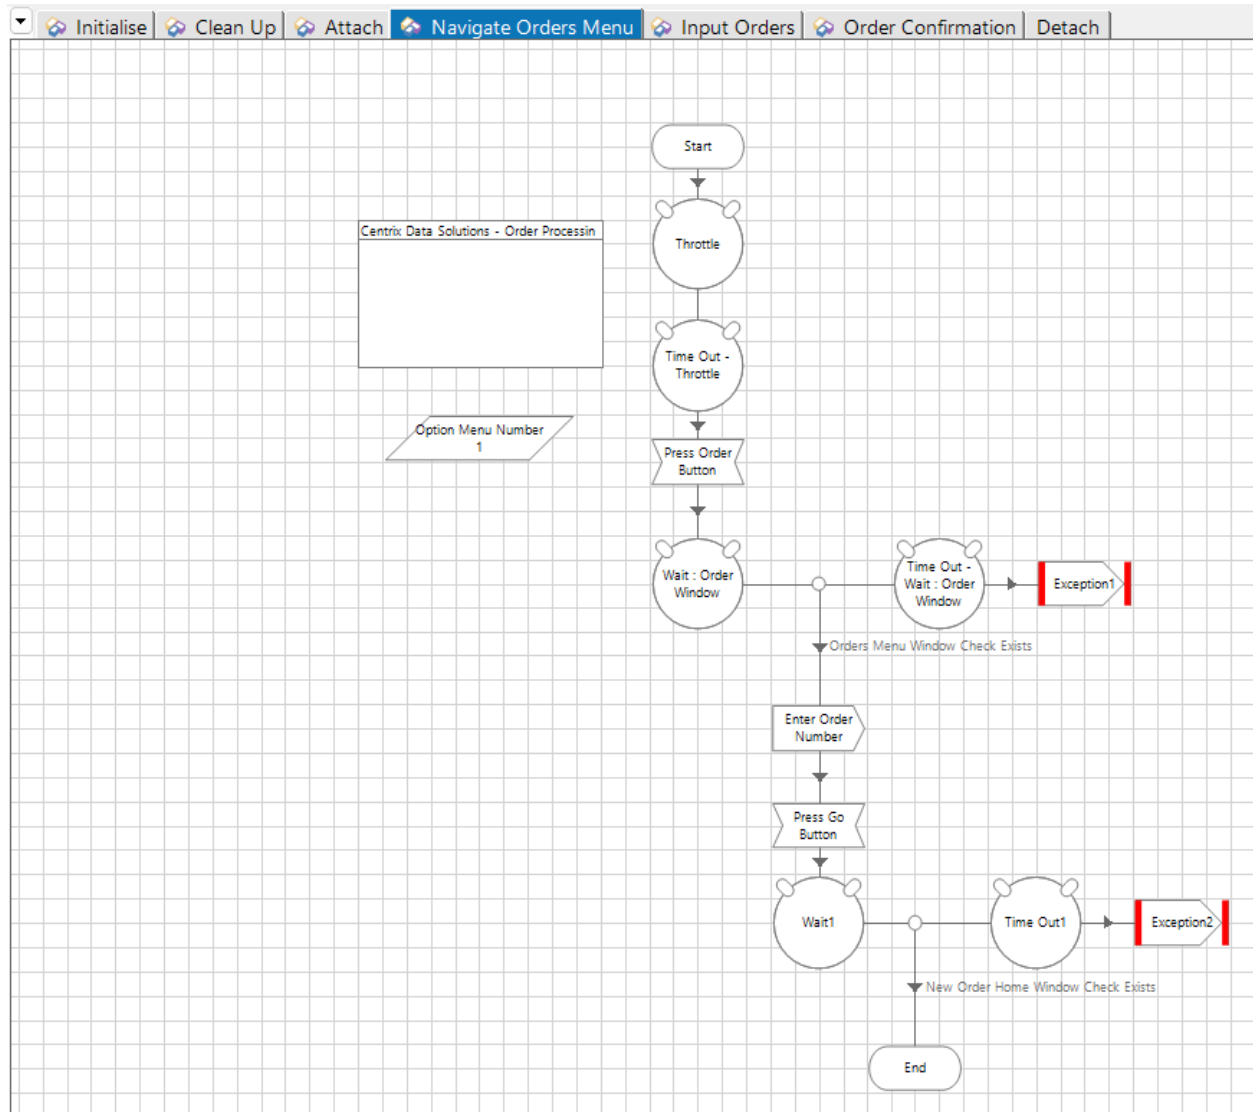 Initialise
Clean Up
Attach
Navigate Orders Menu
Input Orders
Order Confirmation
Detach
Start
Centrix Data Solutions - Order Processin
Throttle
Time Out -
Throttle
Option Menu Number
1
Press Order
Button
Wait : Order
Window
Time Out -
Wait : Order
Window
Exception1
Orders Menu Window Check Exists
Enter Order
Number
Press Go
Button
Wait1
Time Out1
Exception2
New Order Home Window Check Exists
End